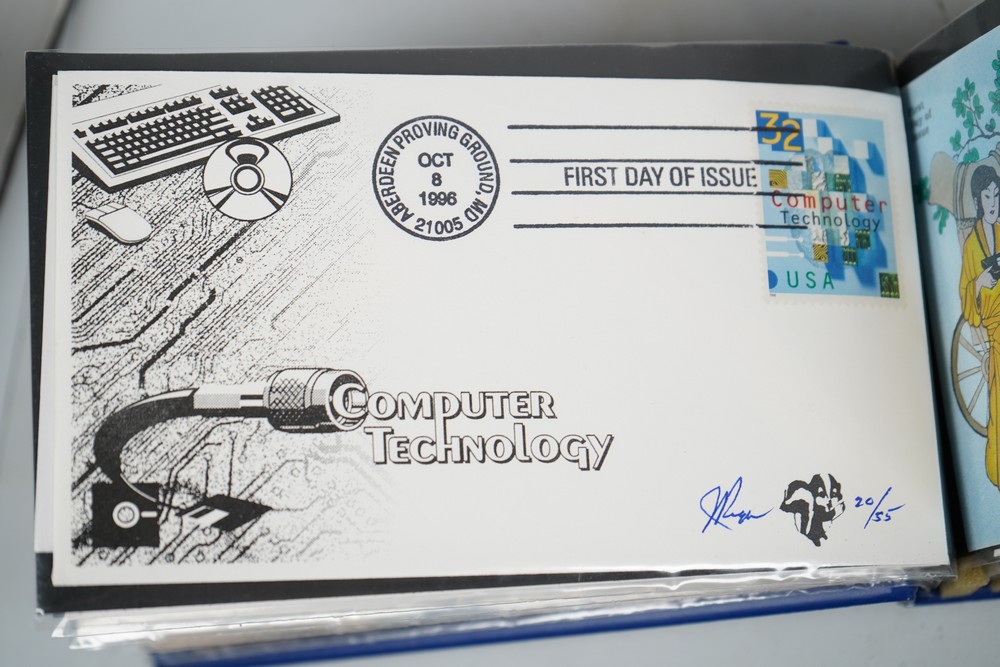 ABERDEEN PROVING GROUND, MD
OCT
8
1996
21005
FIRST DAY OF ISSUE
32
Computer
Technology
USA
COMPUTER
TECHNOLOGY
20/55